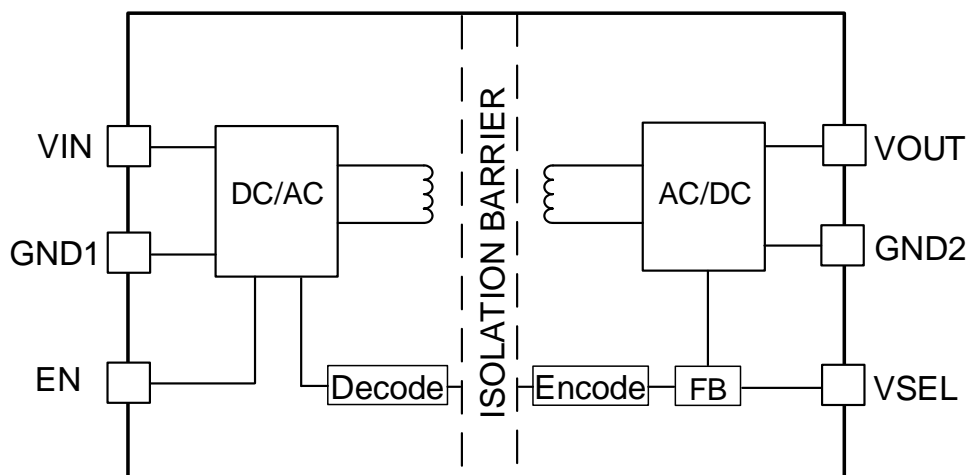 VIN
GND1
EN
DC/AC
Decode
ISOLATION BARRIER
AC/DC
Encode
FB
VOUT
GND2
VSEL